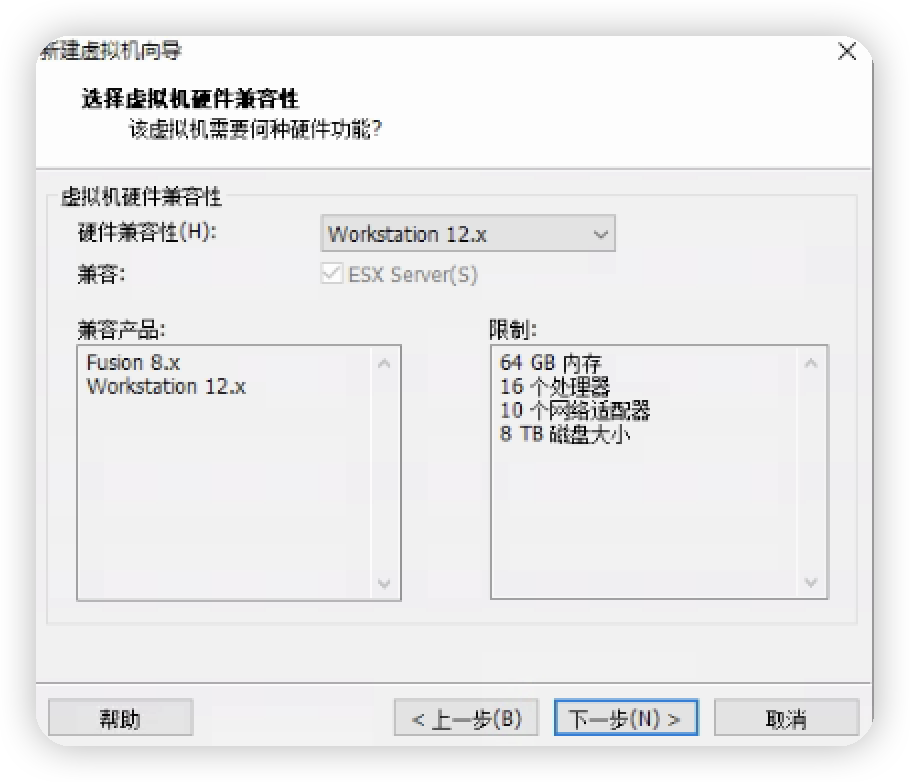 新建虚拟机向导
选择虚拟机硬件兼容性
该虚拟机需要何种硬件功能?
虚拟机硬件兼容性
硬件兼容性(H):
Workstation 12.x
兼容:
ESX Server(S)
兼容产品:
限制:
Fusion 8.x
Workstation 12.x
64 GB 内存
16 个处理器
10 个网络适配器
8 TB 磁盘大小
帮助
< 上一步(B)
下一步(N) >
取消